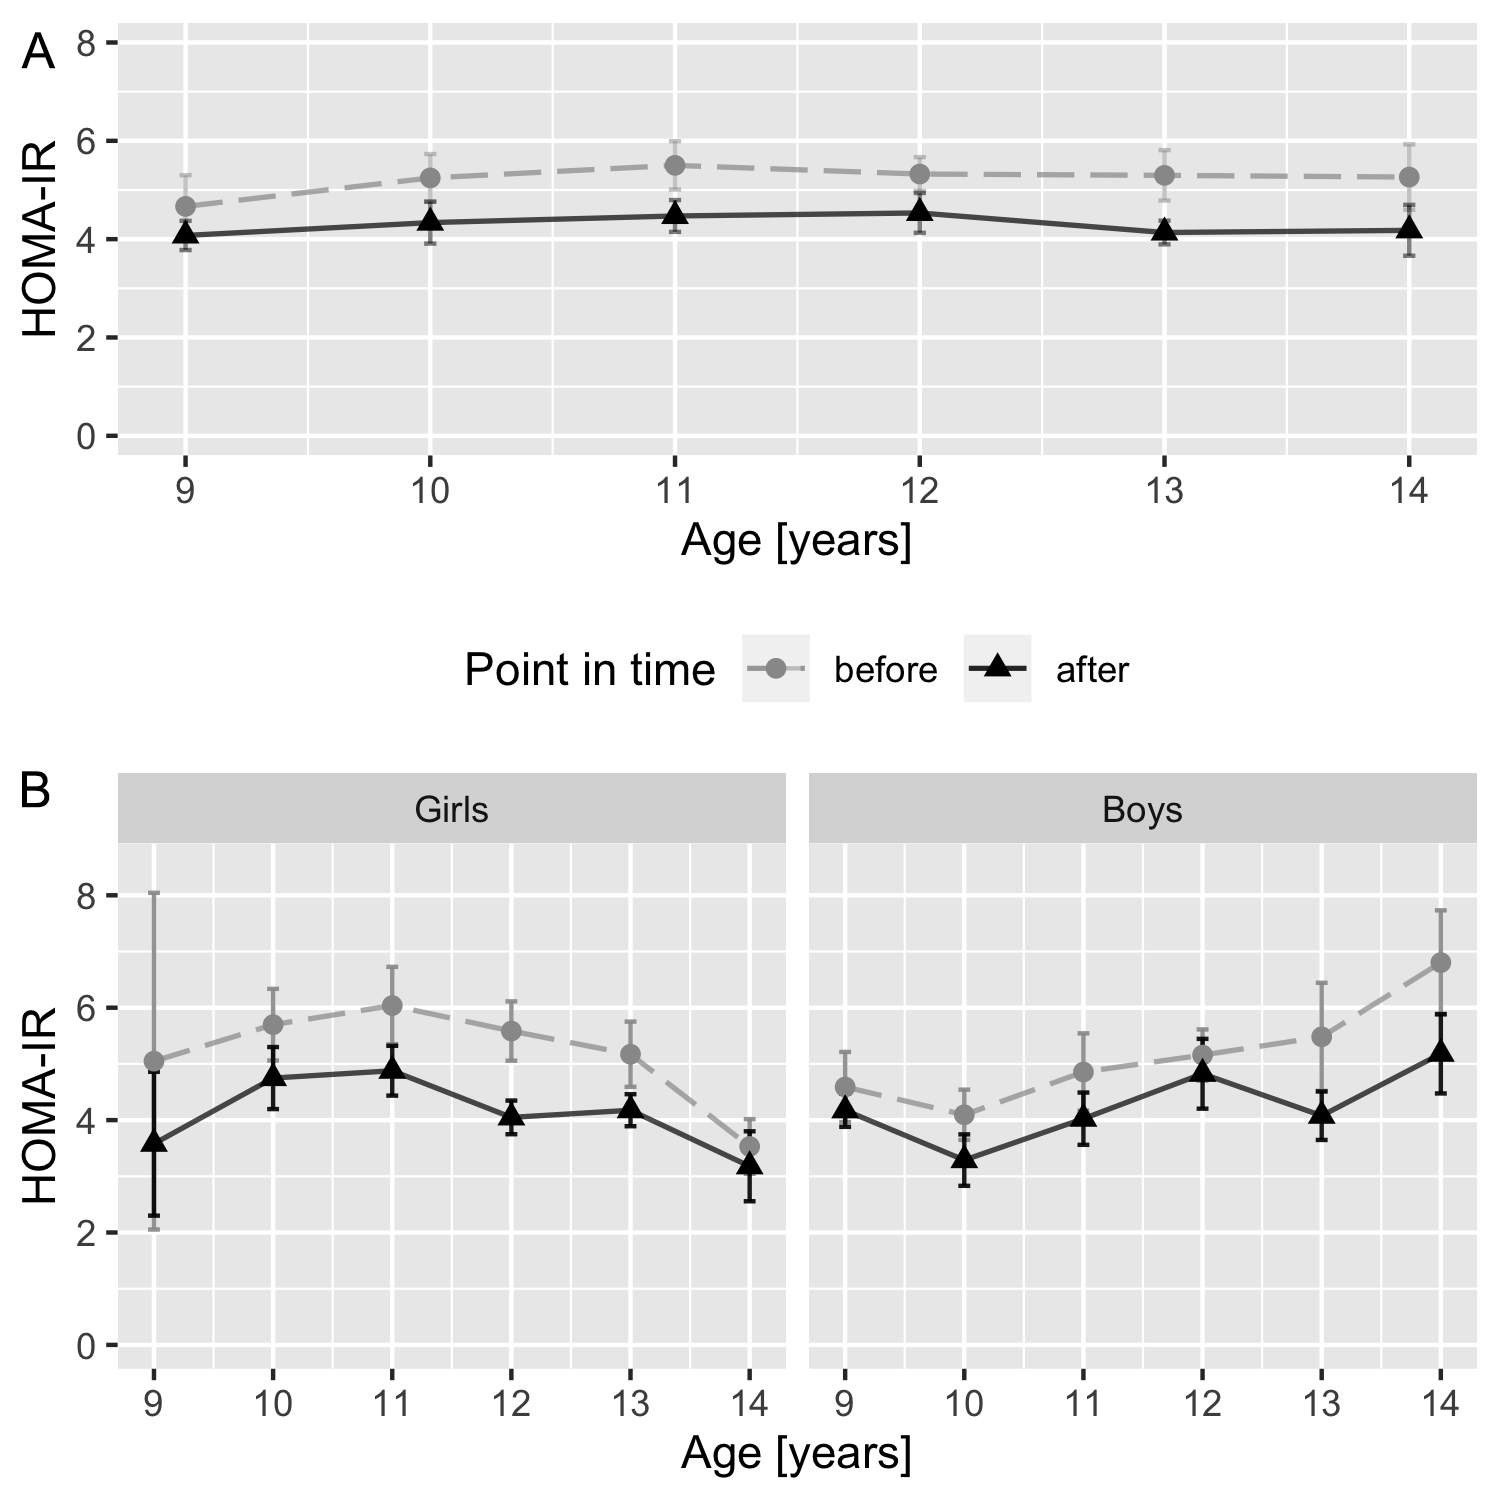 A
HOMA-IR
8
6
4
2
0
9 10 11 12 13 14
Age [years]
Point in time before after
B
Girls Boys
HOMA-IR
8
6
4
2
0
9 10 11 12 13 14 9 10 11 12 13 14
Age [years]